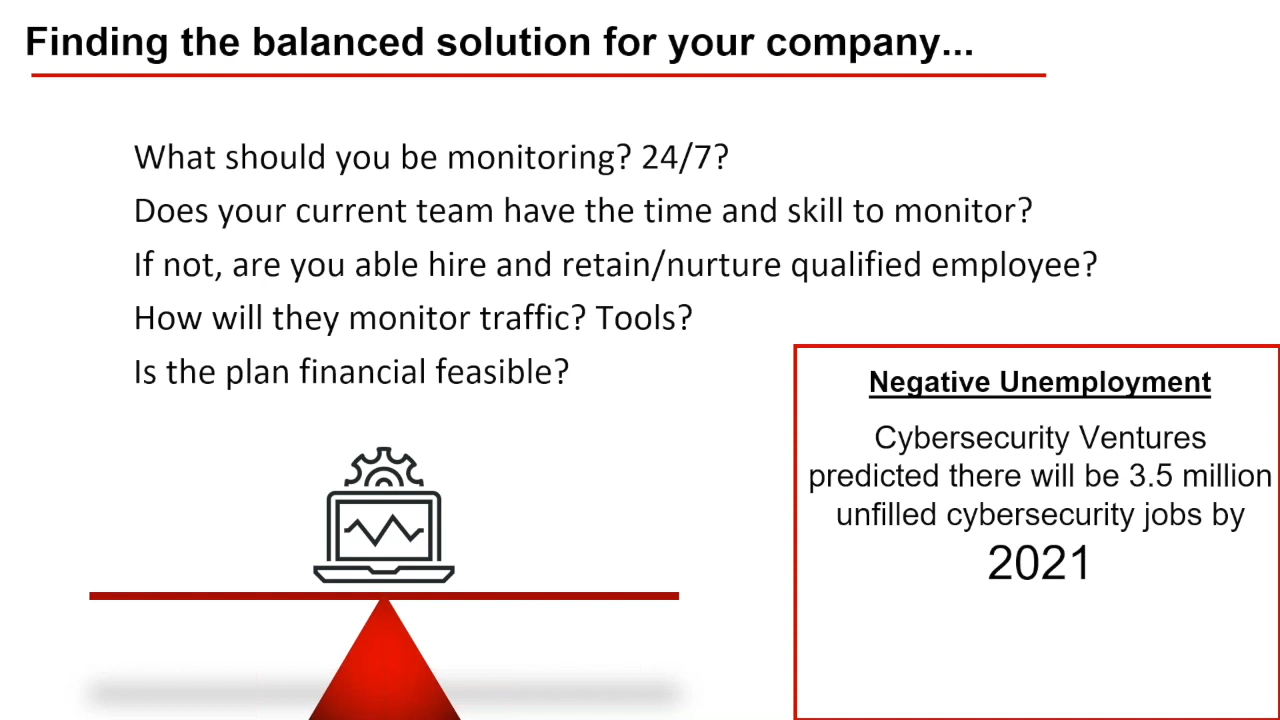 Finding the balanced solution for your company...
What should you be monitoring? 24/7?
Does your current team have the time and skill to monitor?
If not, are you able hire and retain/nurture qualified employee?
How will they monitor traffic? Tools?
Is the plan financial feasible?
Negative Unemployment
Cybersecurity Ventures
predicted there will be 3.5 million
unfilled cybersecurity jobs by
2021